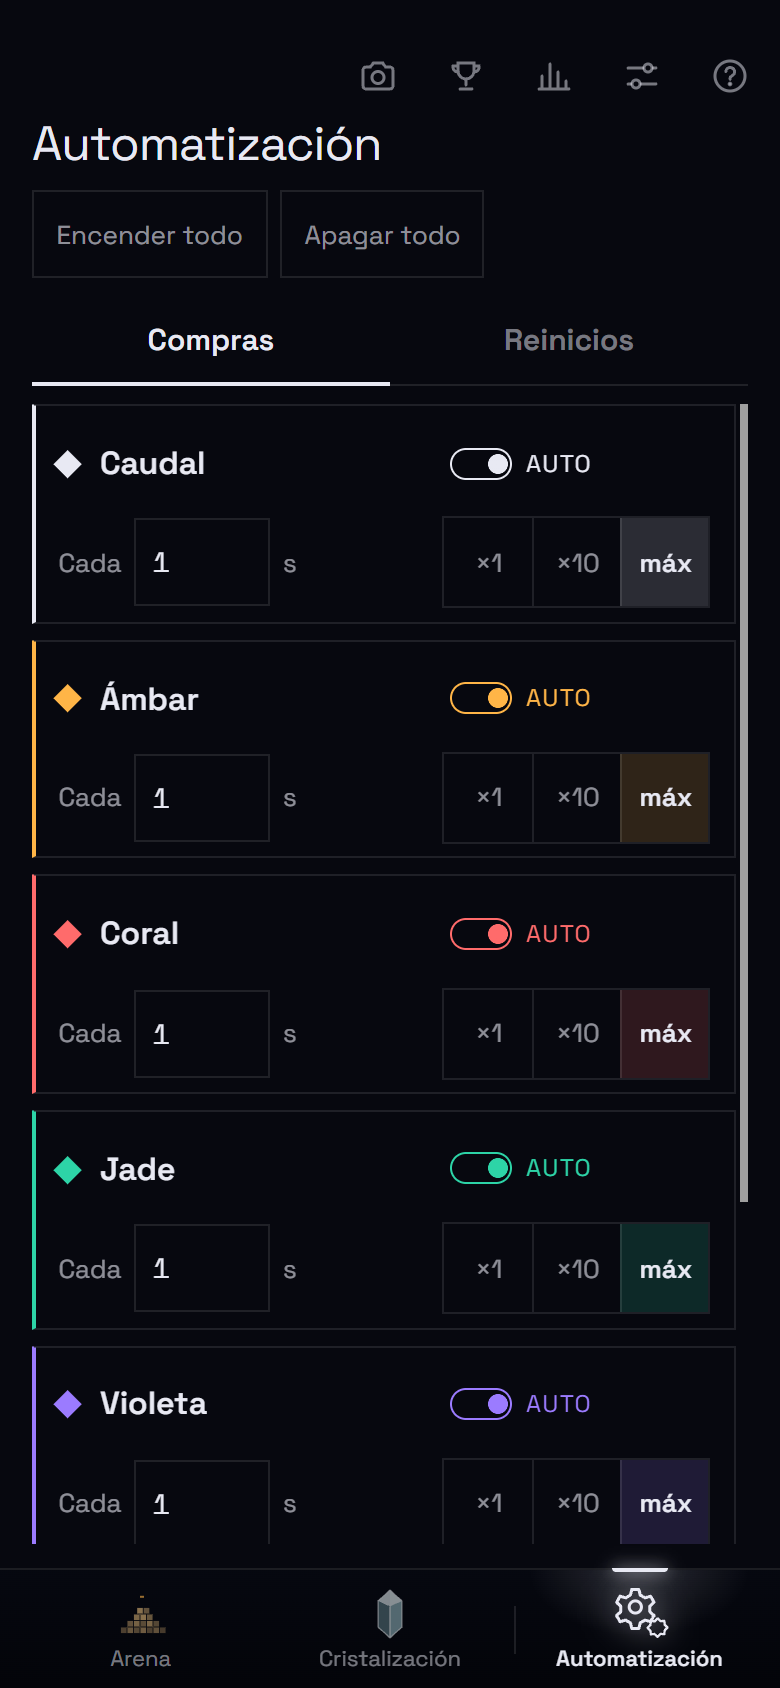 Automatización
Encender todo Apagar todo
Compras Reinicios
Caudal AUTO
Cada 1 s ×1 ×10 máx
Ámbar AUTO
Cada 1 s ×1 ×10 máx
Coral AUTO
Cada 1 s ×1 ×10 máx
Jade AUTO
Cada 1 s ×1 ×10 máx
Violeta AUTO
Cada 1 s ×1 ×10 máx
Arena Cristalización Automatización